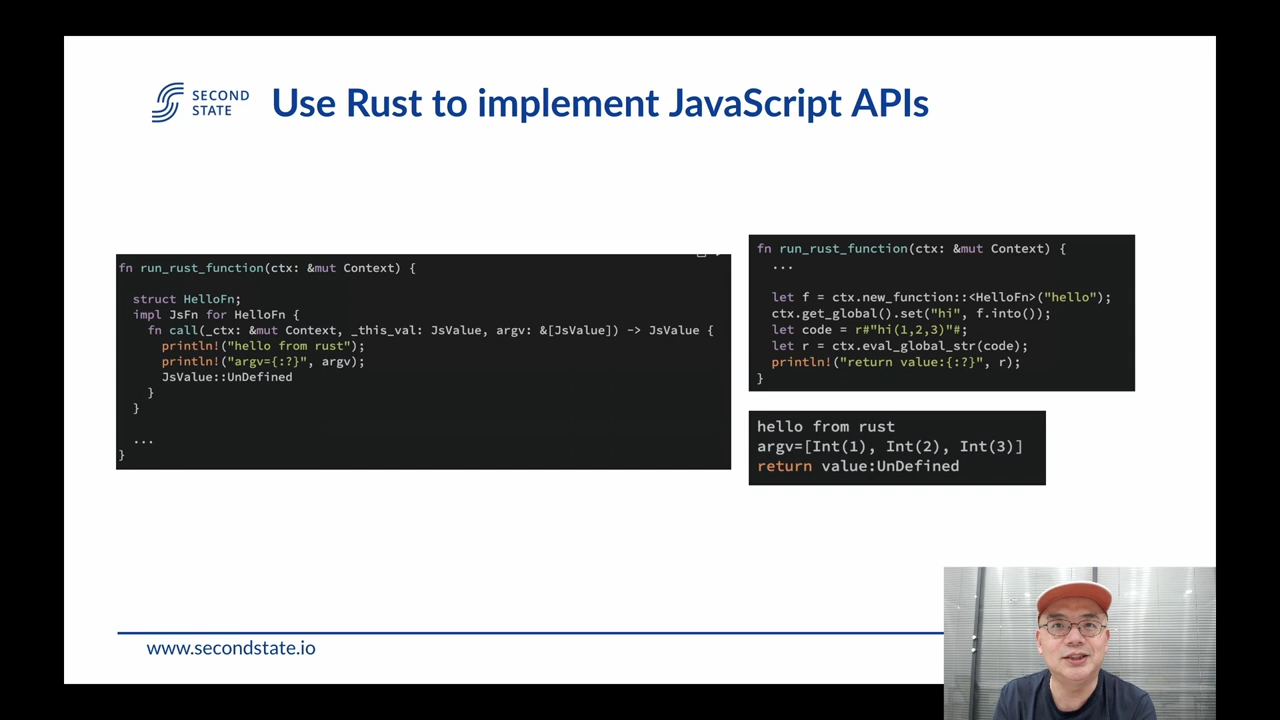 SECOND
STATE
Use Rust to implement JavaScript APIs
fn run_rust_function(ctx: &mut Context) {
struct HelloFn;
impl JsFn for HelloFn {
fn call(_ctx: &mut Context, _this_val: JsValue, argv: &[JsValue]) -> JsValue {
println!("hello from rust");
println!("argv={:?}", argv);
JsValue::UnDefined
}
}
...
}
fn run_rust_function(ctx: &mut Context) {
...
let f = ctx.new_function::<HelloFn>("hello");
ctx.get_global().set("hi", f.into());
let code = r#"hi(1,2,3)"#;
let r = ctx.eval_global_str(code);
println!("return value:{:?}", r);
}
hello from rust
argv=[Int(1), Int(2), Int(3)]
return value:UnDefined
www.secondstate.io